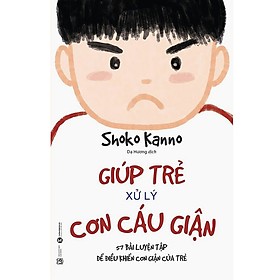 Shoko Kanno
Dạ Hương dịch
GIÚP TRẺ
XỬ LÝ
CƠN CÁU GIẬN
57 BÀI LUYỆN TẬP
ĐỂ ĐIỀU KHIỂN CƠN GIẬN CỦA TRẺ